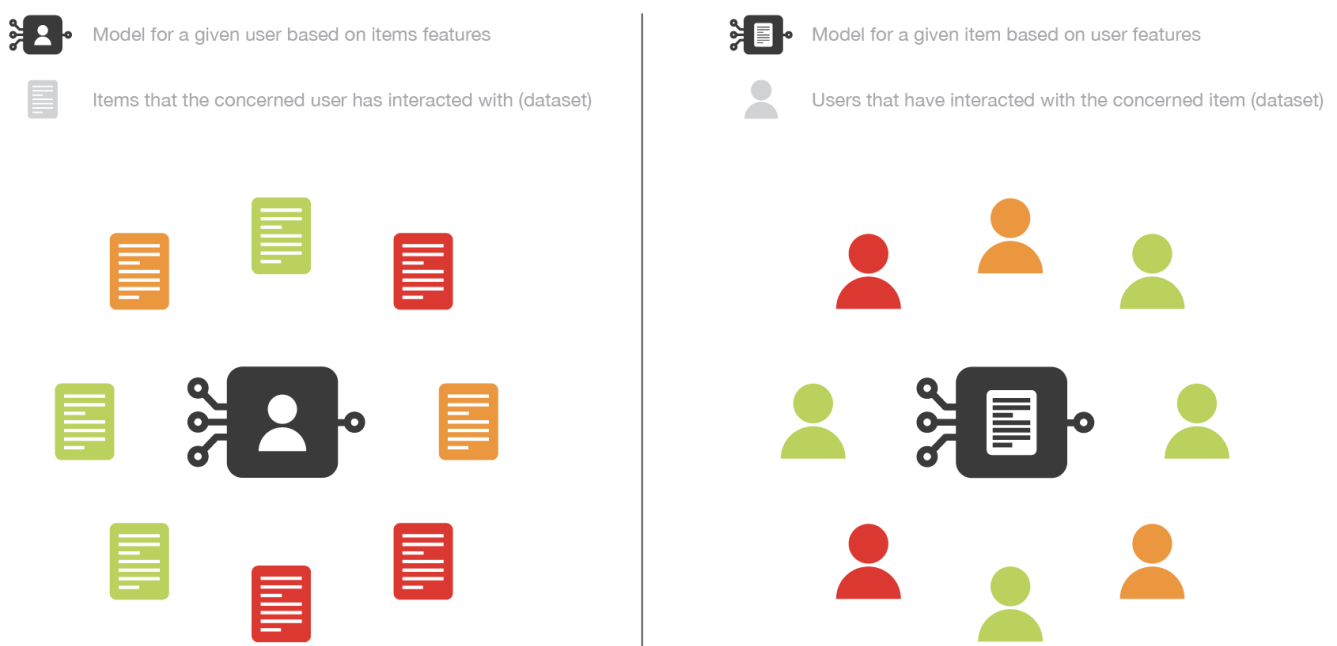 Model for a given user based on items features
Items that the concerned user has interacted with (dataset)
Model for a given item based on user features
Users that have interacted with the concerned item (dataset)